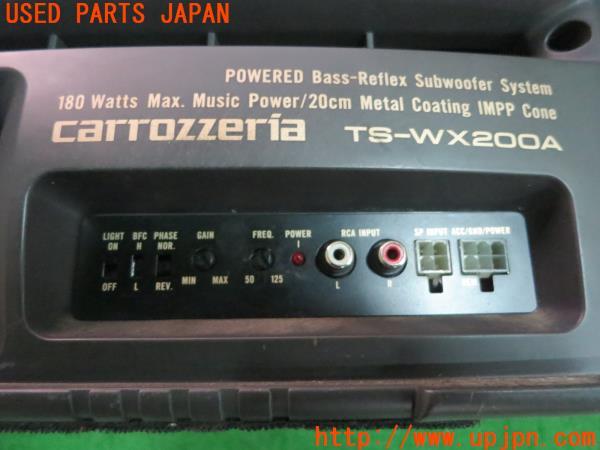 USED PARTS JAPAN
POWERED Bass-Reflex Subwoofer System
180 Watts Max. Music Power/20cm Metal Coating IMPP Cone
carrozzeria TS-WX200A
LIGHT BFC PHASE GAIN FREQ. POWER RCA INPUT SP INPUT ACC/GND/POWER
ON H NOR. I
OFF L REV. MIN MAX 50 125 L R
http://www.upjpn.com/